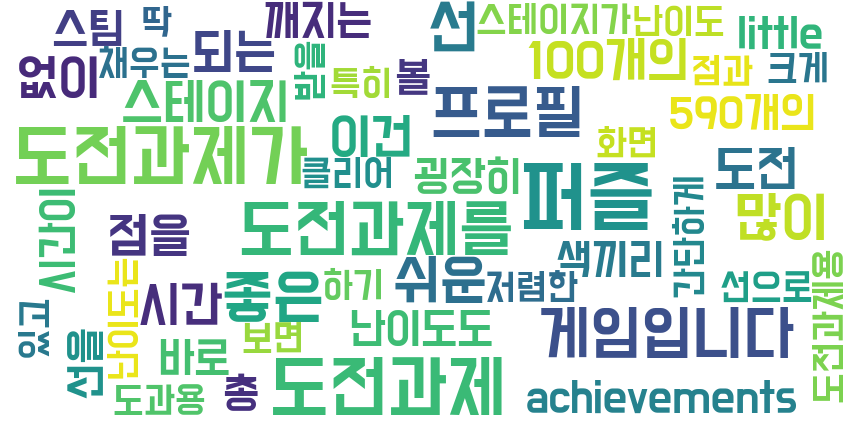 스팀
딱
깨지는
선
스테이지가
난이도
little
없이
채우는
되는
받을
특히
볼
100개의
점과
크게
스테이지
이건
프로필
590개의
도전과제가
클리어
굉장히
퍼즐
화면
도전
시간이
점을
도전과제를
색끼리
간단하게
많이
있고
난이도는
시간
좋은
하기
쉬운
저렴한
선으로
도전과제용
선을
바로
보면
난이도도
게임입니다
도과용
총
도전과제
achievements